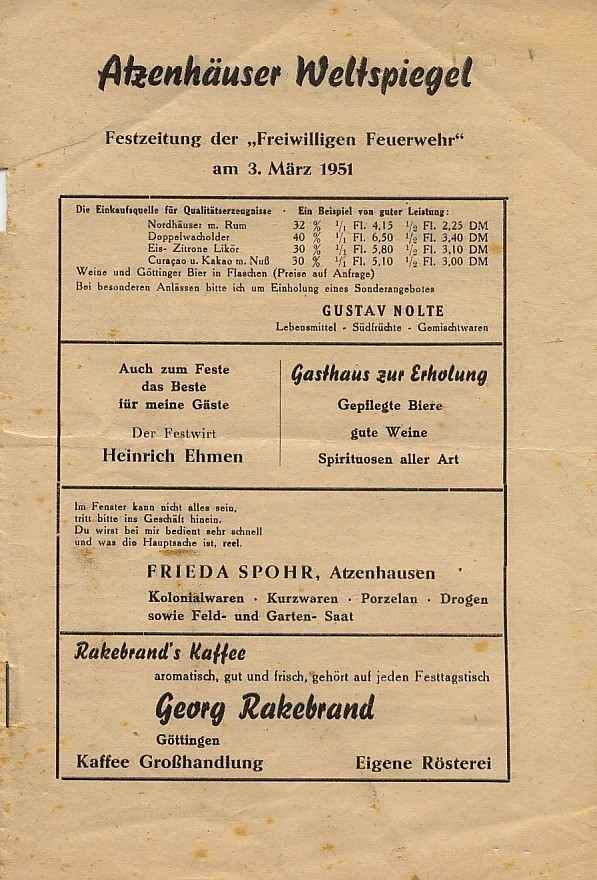 Atzenhäuser Weltspiegel
Festzeitung der „Freiwilligen Feuerwehr“
am 3. März 1951
Die Einkaufsquelle für Qualitätserzeugnisse · Ein Beispiel von guter Leistung:
Nordhäuser m. Rum 32 % 1/1 Fl. 4,15 1/2 Fl. 2,25 DM
Doppelwacholder 40 % 1/1 Fl. 6,50 1/2 Fl. 3,40 DM
Eis- Zitrone Likör 30 % 1/1 Fl. 5,80 1/2 Fl. 3,10 DM
Curaçao u. Kakao m. Nuß 30 % 1/1 Fl. 5,10 1/2 Fl. 3,00 DM
Weine und Göttinger Bier in Flaschen (Preise auf Anfrage)
Bei besonderen Anlässen bitte ich um Einholung eines Sonderangebotes
GUSTAV NOLTE
Lebensmittel - Südfrüchte - Gemischtwaren
Auch zum Feste
das Beste
für meine Gäste
Der Festwirt
Heinrich Ehmen
Gasthaus zur Erholung
Gepflegte Biere
gute Weine
Spirituosen aller Art
Im Fenster kann nicht alles sein,
tritt bitte ins Geschäft hinein.
Du wirst bei mir bedient sehr schnell
und was die Hauptsache ist, reel.
FRIEDA SPOHR, Atzenhausen
Kolonialwaren · Kurzwaren · Porzelan · Drogen
sowie Feld- und Garten- Saat
Rakebrand's Kaffee
aromatisch, gut und frisch, gehört auf jeden Festtagstisch
Georg Rakebrand
Göttingen
Kaffee Großhandlung Eigene Rösterei